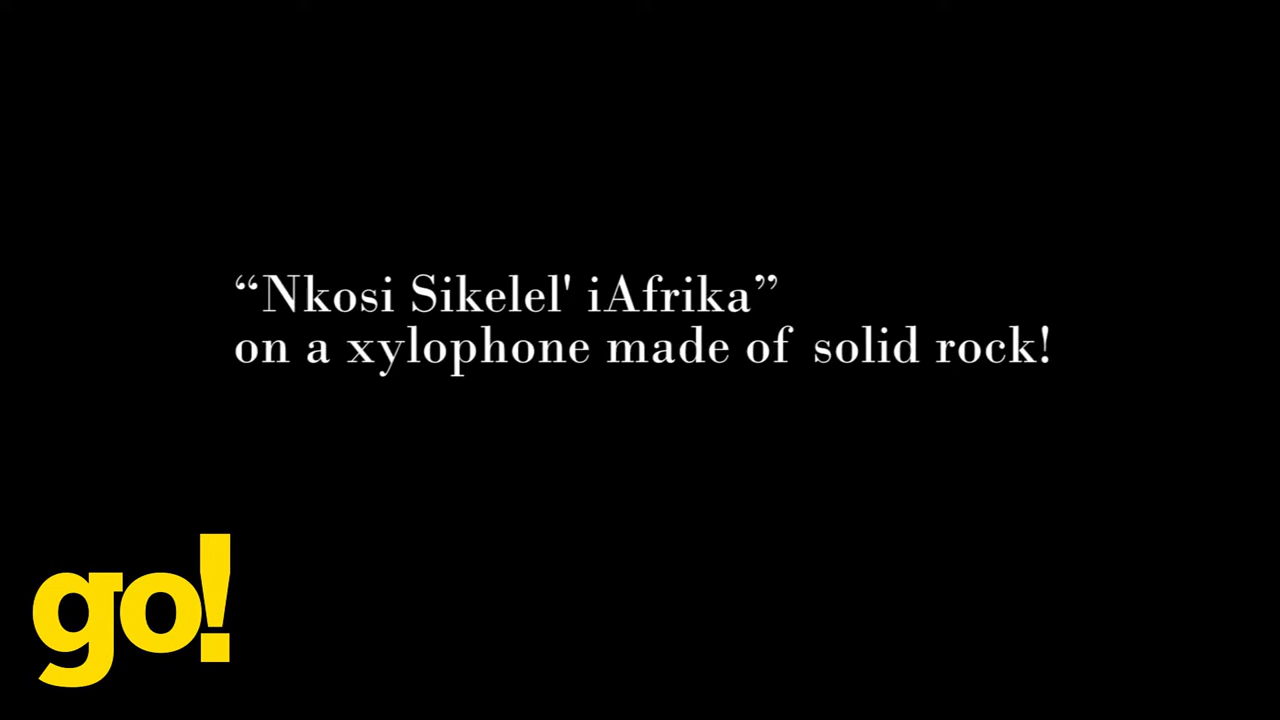 “Nkosi Sikelel' iAfrika”
on a xylophone made of solid rock!
go!